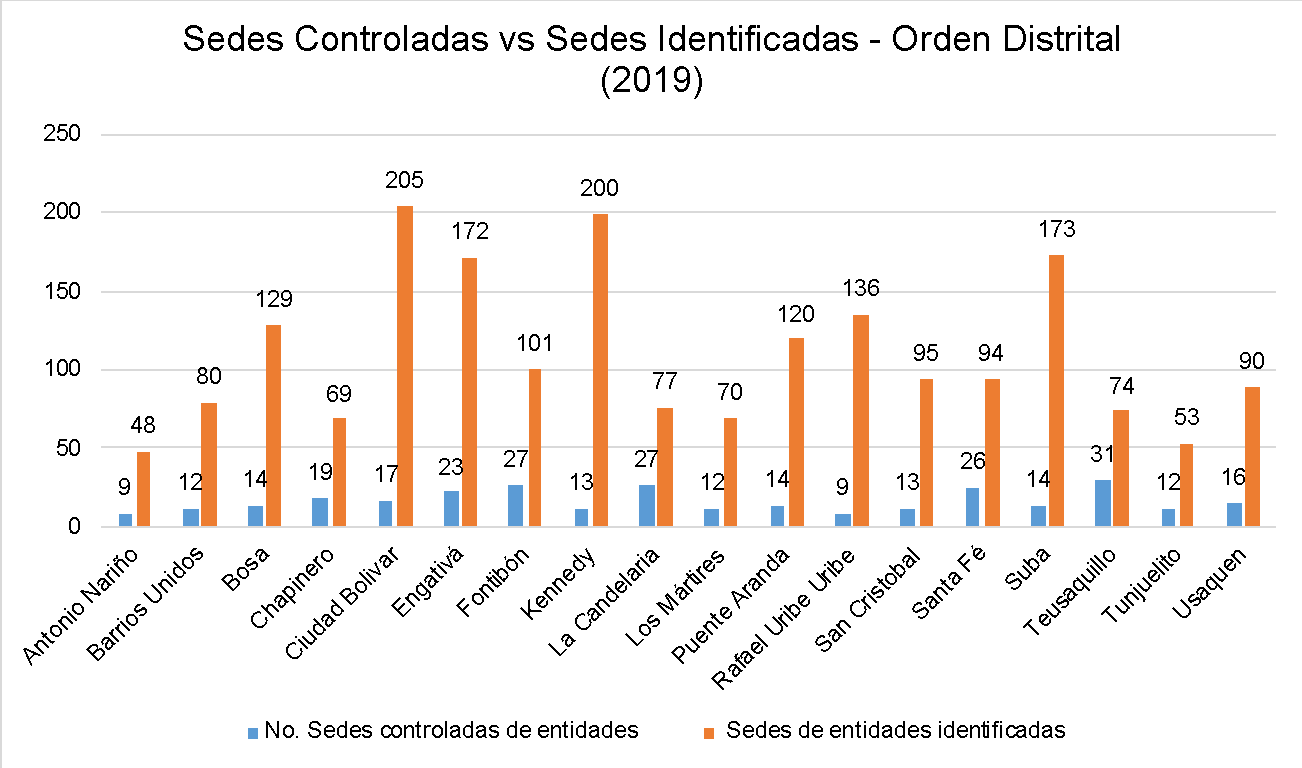 Sedes Controladas vs Sedes Identificadas - Orden Distrital
(2019)
250
200
150
100
50
0
9
48
12
80
14
129
19
69
17
205
23
172
27
101
13
200
27
77
12
70
14
120
9
136
13
95
26
94
14
173
31
74
12
53
16
90
Antonio Nariño
Barrios Unidos
Bosa
Chapinero
Ciudad Bolivar
Engativá
Fontibón
Kennedy
La Candelaria
Los Mártires
Puente Aranda
Rafael Uribe Uribe
San Cristobal
Santa Fé
Suba
Teusaquillo
Tunjuelito
Usaquen
No. Sedes controladas de entidades
Sedes de entidades identificadas